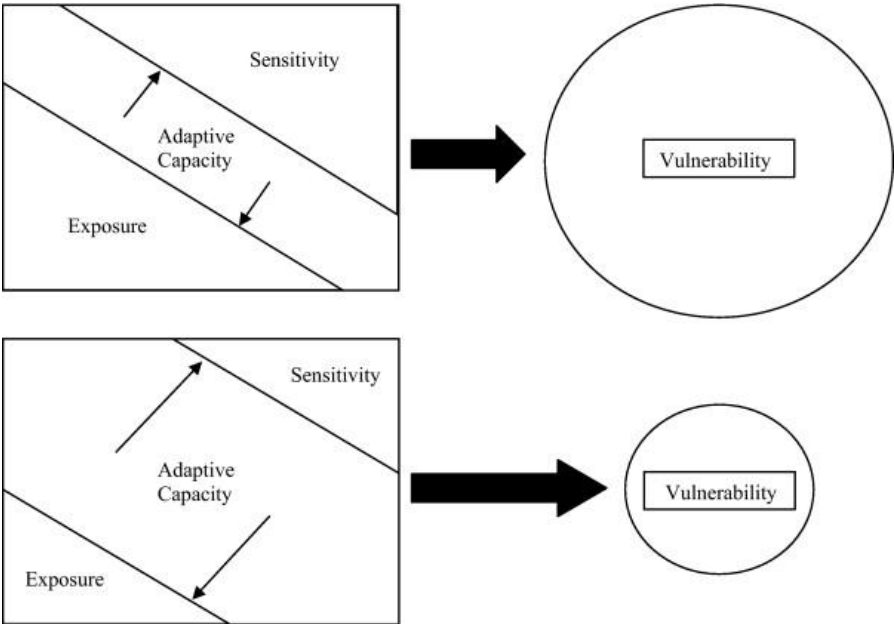 Sensitivity
Adaptive
Capacity
Exposure
Vulnerability
Sensitivity
Adaptive
Capacity
Exposure
Vulnerability